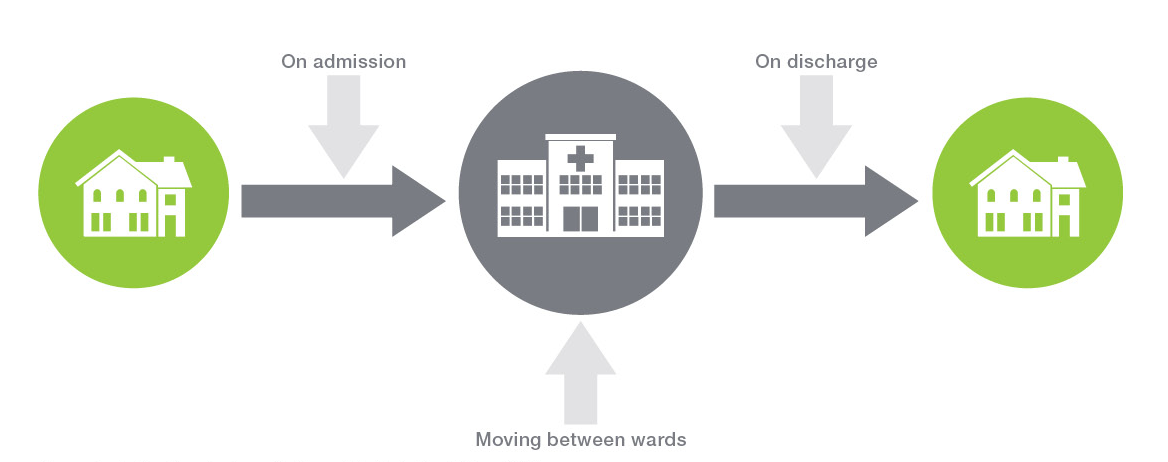 On admission
On discharge
Moving between wards